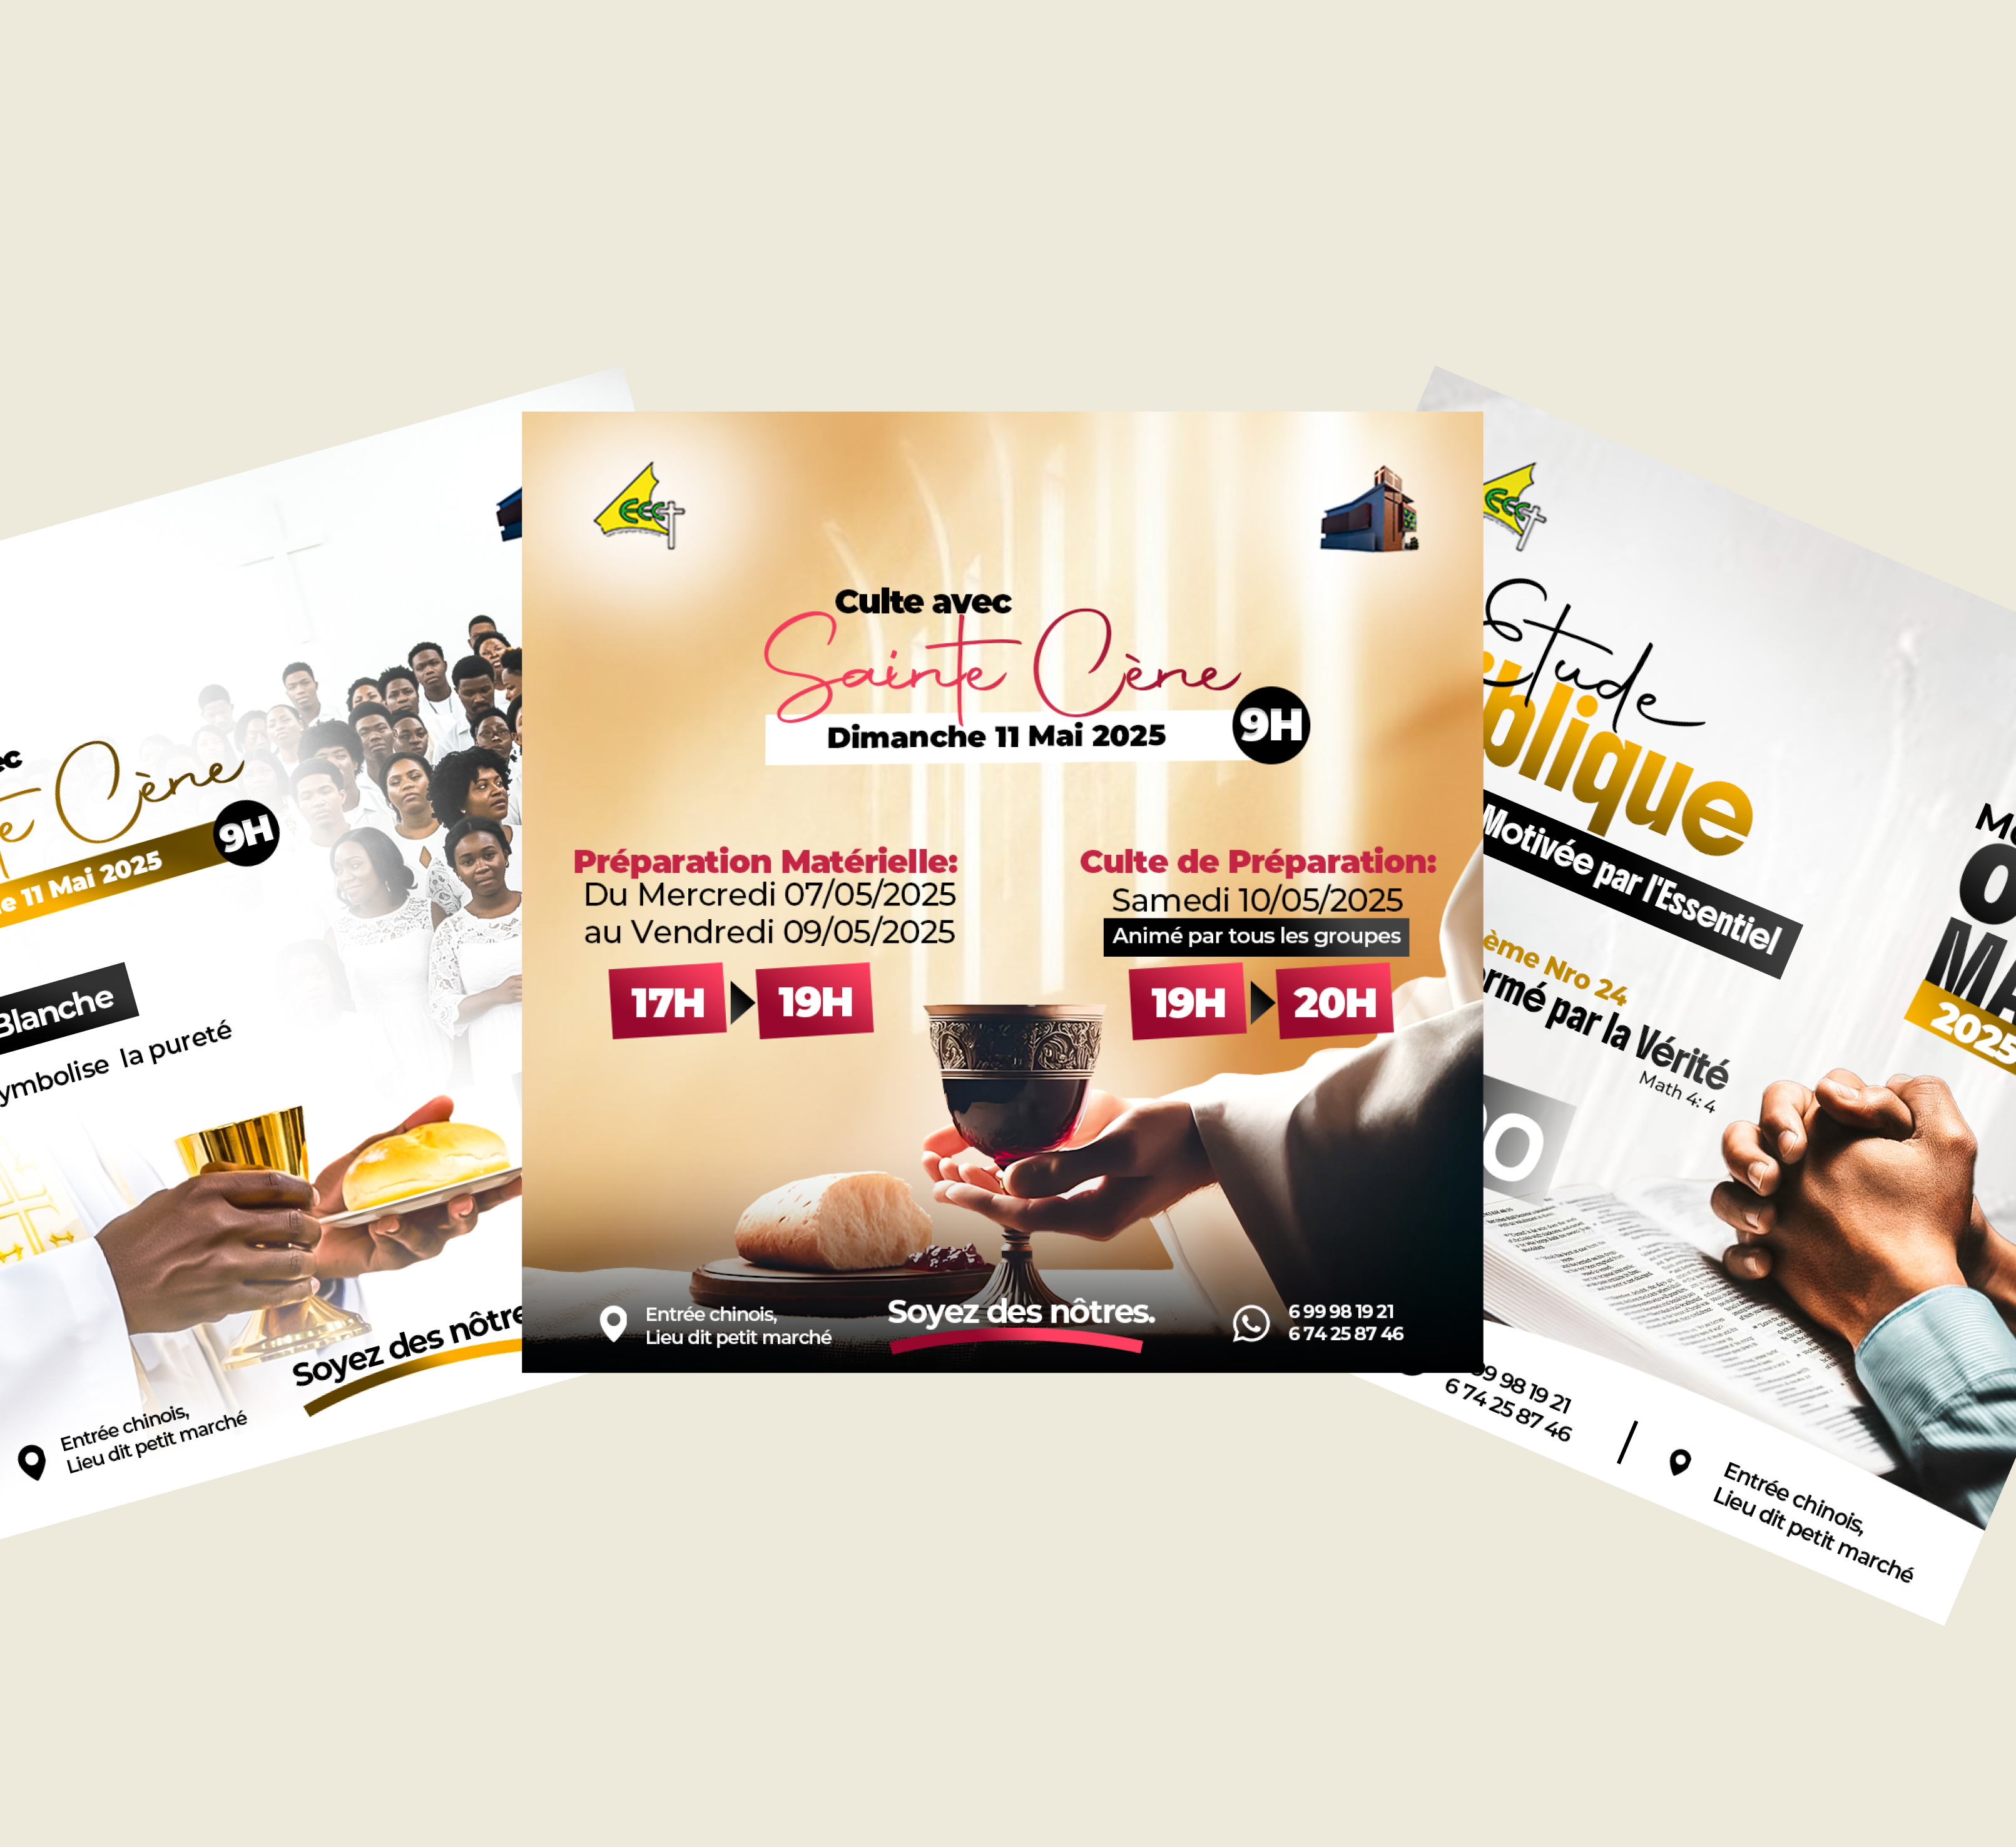 ECC
Culte avec
Sainte Cène
Dimanche 11 Mai 2025
9H
Préparation Matérielle:
Du Mercredi 07/05/2025
au Vendredi 09/05/2025
17H 19H
Culte de Préparation:
Samedi 10/05/2025
Animé par tous les groupes
19H 20H
Entrée chinois,
Lieu dit petit marché
Soyez des nôtres.
6 99 98 19 21
6 74 25 87 46
Cène
9H
11 Mai 2025
Blanche
la pureté
Soyez des
Entrée chinois,
Lieu dit petit marché
ECC
Etude
Motivée par l'Essentiel
Nro 24
par la Vérité
Math 4: 4
2025
98 19 21
6 74 25 87 46
Entrée chinois,
Lieu dit petit marché